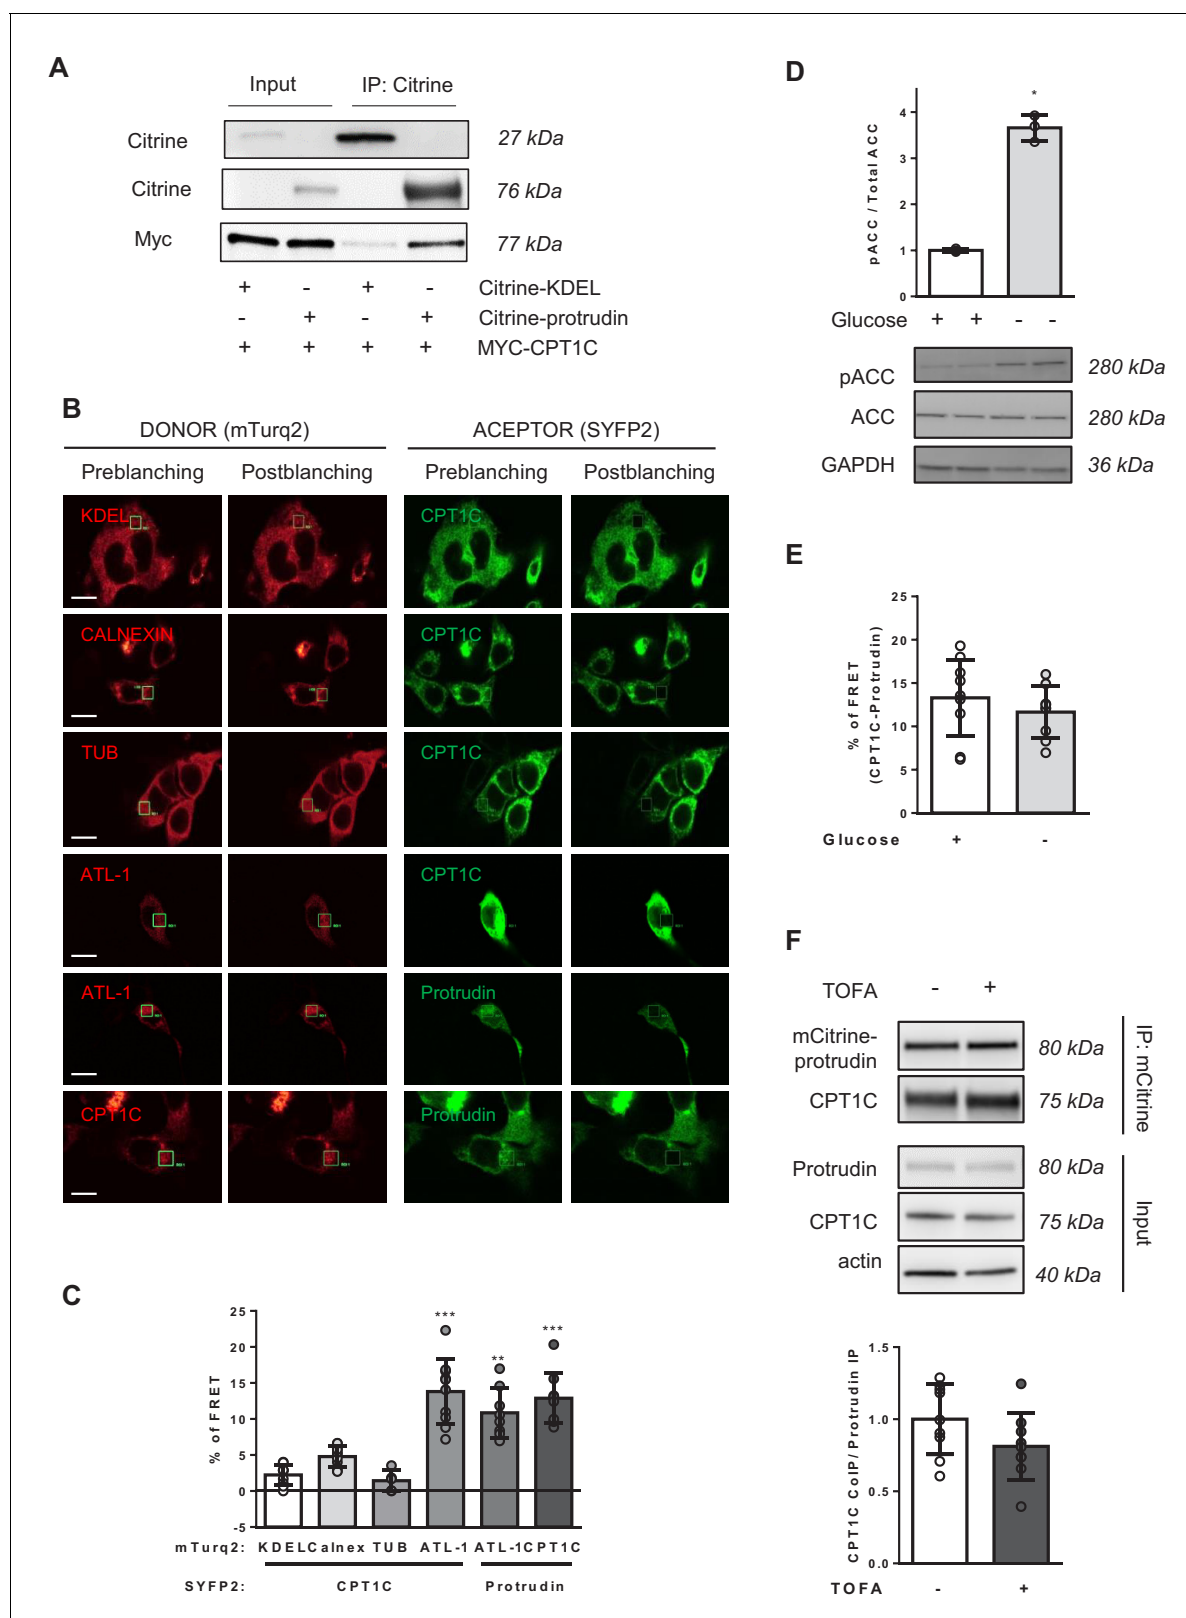 A
Input
IP: Citrine
Citrine
27 kDa
Citrine
76 kDa
Myc
77 kDa
+ - + - Citrine-KDEL
- + - + Citrine-protrudin
+ + + + MYC-CPT1C
B
DONOR (mTurq2)
ACEPTOR (SYFP2)
Preblanching
Postblanching
Preblanching
Postblanching
KDEL
CPT1C
CALNEXIN
CPT1C
TUB
CPT1C
ATL-1
CPT1C
ATL-1
Protrudin
CPT1C
Protrudin
C
% of FRET
25
20
15
10
5
0
-5
***
**
***
mTurq2: KDELCalnex TUB ATL-1 ATL-1CPT1C
SYFP2: CPT1C Protrudin
D
pACC / Total ACC
4
3
2
1
0
*
Glucose + + - -
pACC
280 kDa
ACC
280 kDa
GAPDH
36 kDa
E
% of FRET
(CPT1C-Protrudin)
25
20
15
10
5
0
Glucose + -
F
TOFA - +
mCitrine-
protrudin
80 kDa
CPT1C
75 kDa
IP: mCitrine
Protrudin
80 kDa
CPT1C
75 kDa
actin
40 kDa
Input
CPT1C CoIP/Protrudin IP
1.5
1.0
0.5
0.0
TOFA - +